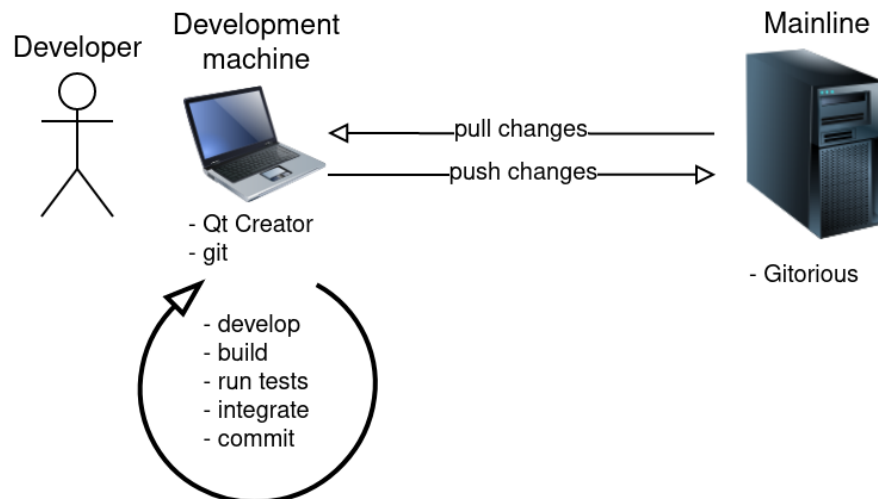 Developer
Development
machine
Mainline
pull changes
push changes
- Qt Creator
- git
- Gitorious
- develop
- build
- run tests
- integrate
- commit